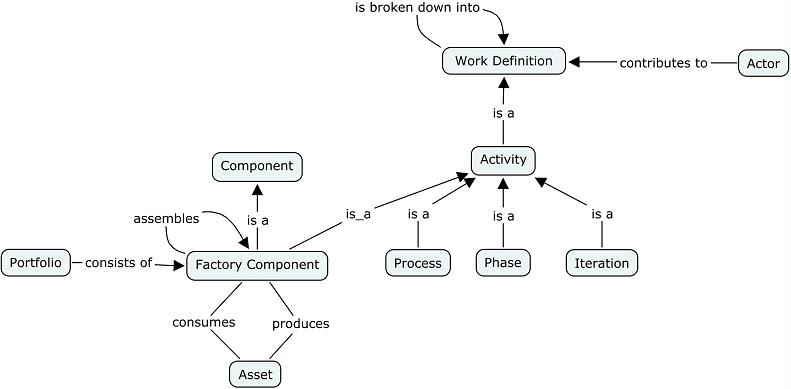 is broken down into
Work Definition
contributes to
Actor
is a
Activity
Component
assembles
is a
is_a
is a
is a
is a
Portfolio
consists of
Factory Component
Process
Phase
Iteration
consumes
produces
Asset